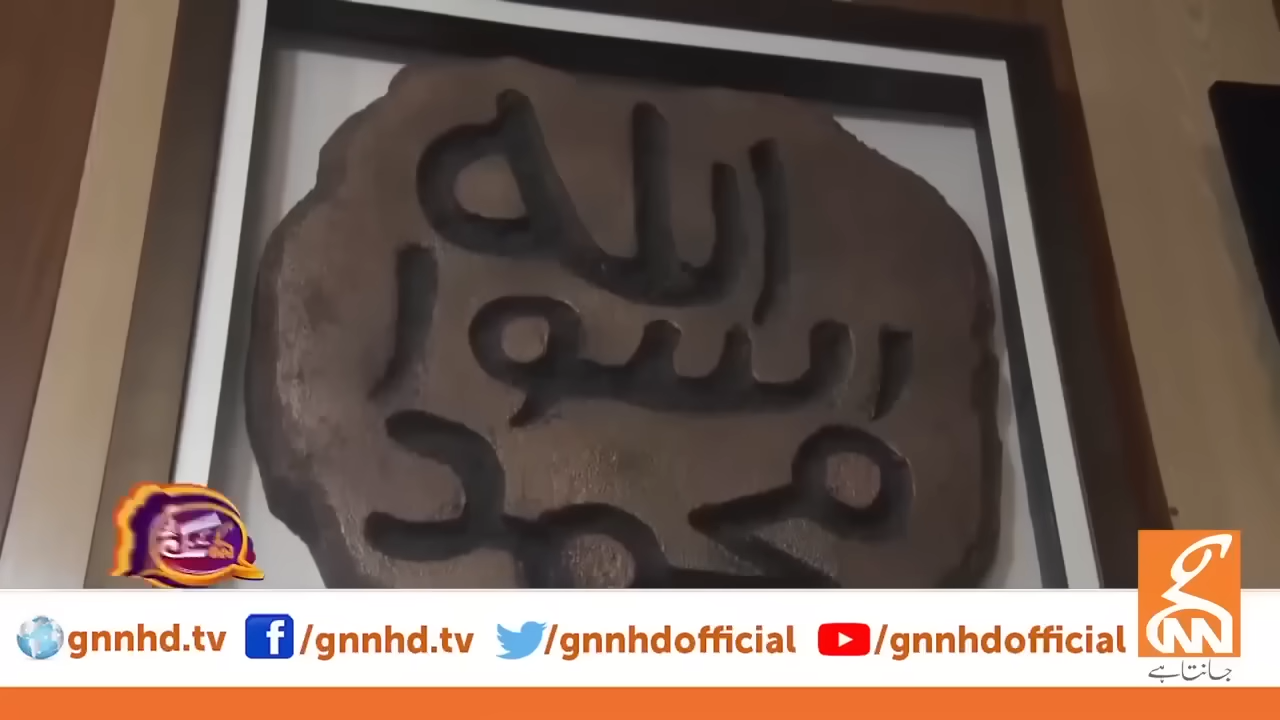 الله
رسول
محمد
gnnhd.tv
/gnnhd.tv
/gnnhdofficial
/gnnhdofficial
GNN
جانتا ہے